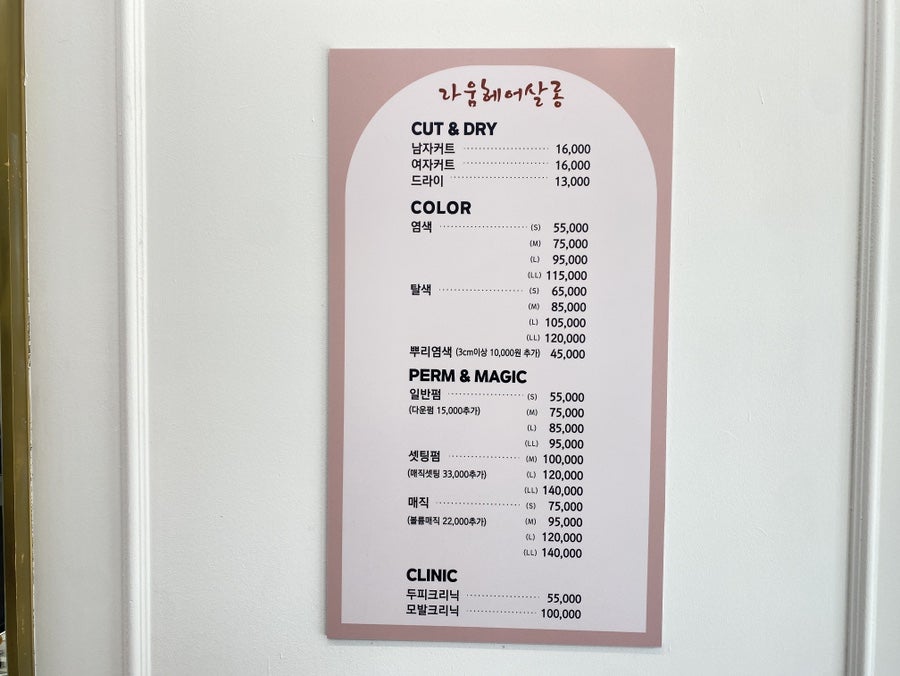 라움헤어살롱
CUT & DRY
남자커트 16,000
여자커트 16,000
드라이 13,000
COLOR
염색 (S) 55,000
(M) 75,000
(L) 95,000
(LL) 115,000
탈색 (S) 65,000
(M) 85,000
(L) 105,000
(LL) 120,000
뿌리염색 (3cm이상 10,000원 추가) 45,000
PERM & MAGIC
일반펌 (S) 55,000
(다운펌 15,000추가) (M) 75,000
(L) 85,000
(LL) 95,000
셋팅펌 (M) 100,000
(매직셋팅 33,000추가) (L) 120,000
(LL) 140,000
매직 (S) 75,000
(볼륨매직 22,000추가) (M) 95,000
(L) 120,000
(LL) 140,000
CLINIC
두피크리닉 55,000
모발크리닉 100,000